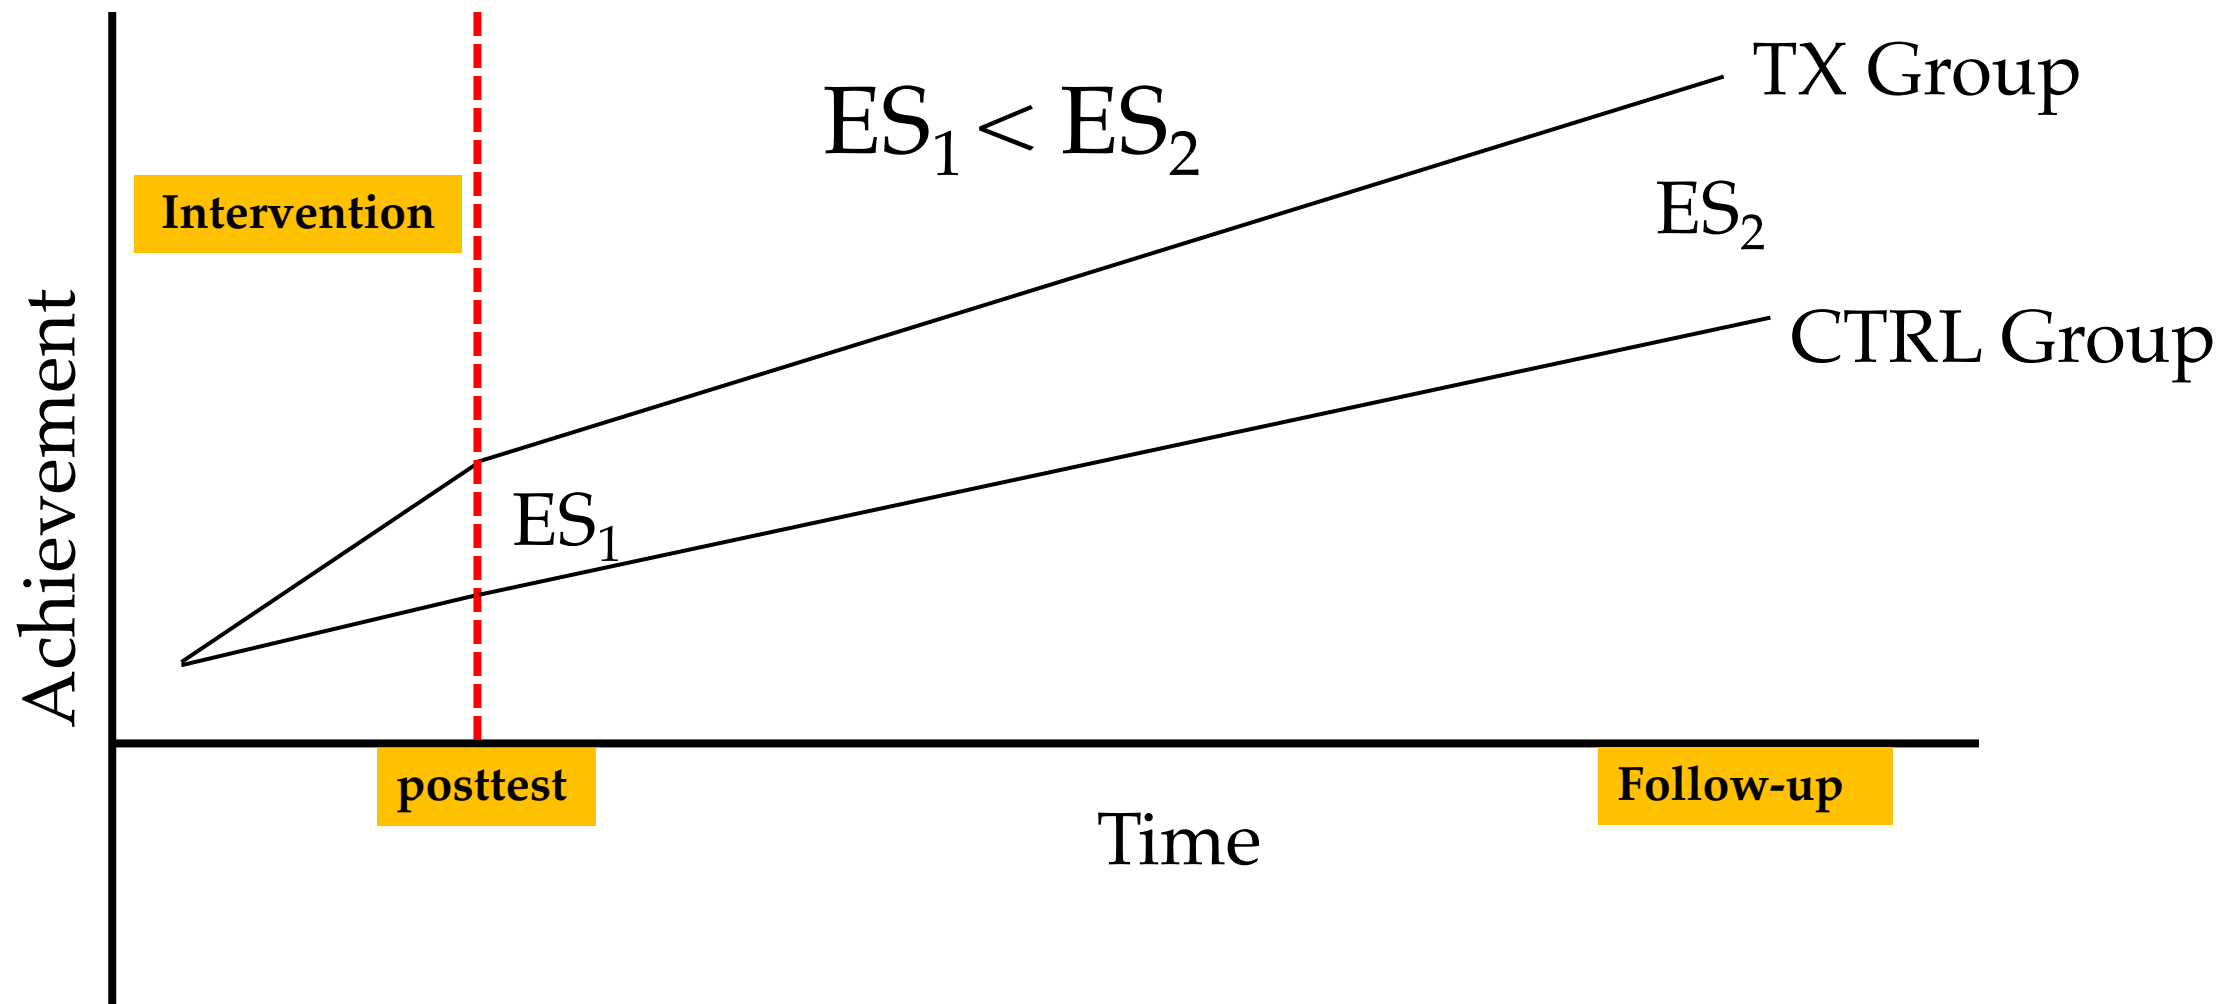 TX Group
ES₁ < ES₂
Intervention
ES₂
CTRL Group
Achievement
ES₁
posttest
Follow-up
Time